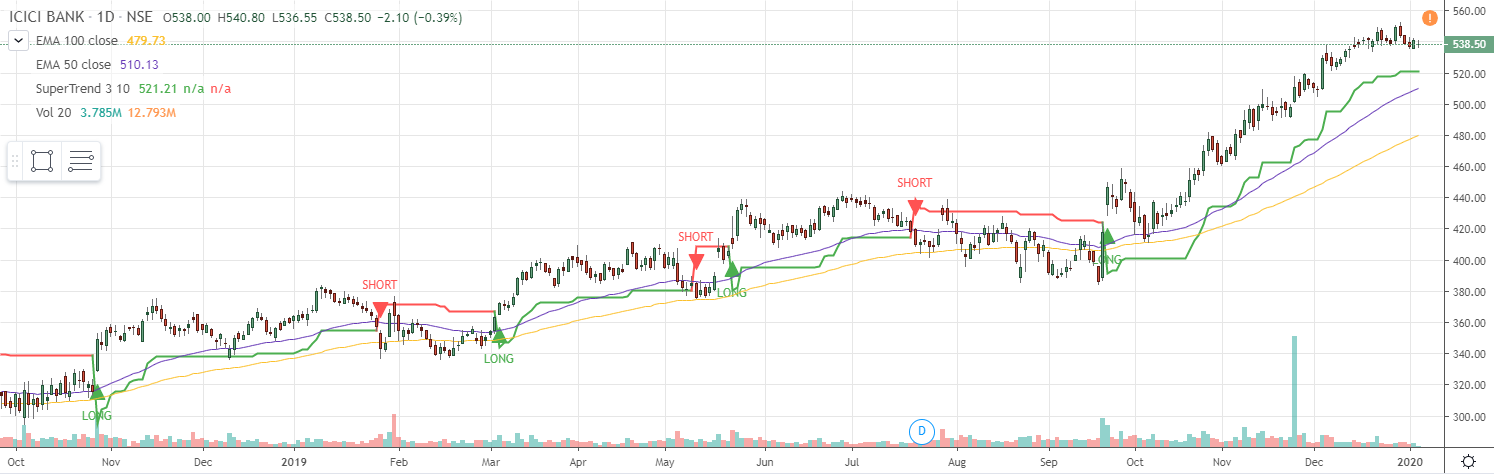 ICICI BANK · 1D · NSE O538.00 H540.80 L536.55 C538.50 −2.10 (−0.39%)
EMA 100 close 479.73
EMA 50 close 510.13
SuperTrend 3 10 521.21 n/a n/a
Vol 20 3.785M 12.793M
560.00
538.50
520.00
500.00
480.00
460.00
440.00
420.00
400.00
380.00
360.00
340.00
320.00
300.00
LONG
SHORT
LONG
SHORT
LONG
SHORT
LONG
D
!
Oct Nov Dec 2019 Feb Mar Apr May Jun Jul Aug Sep Oct Nov Dec 2020